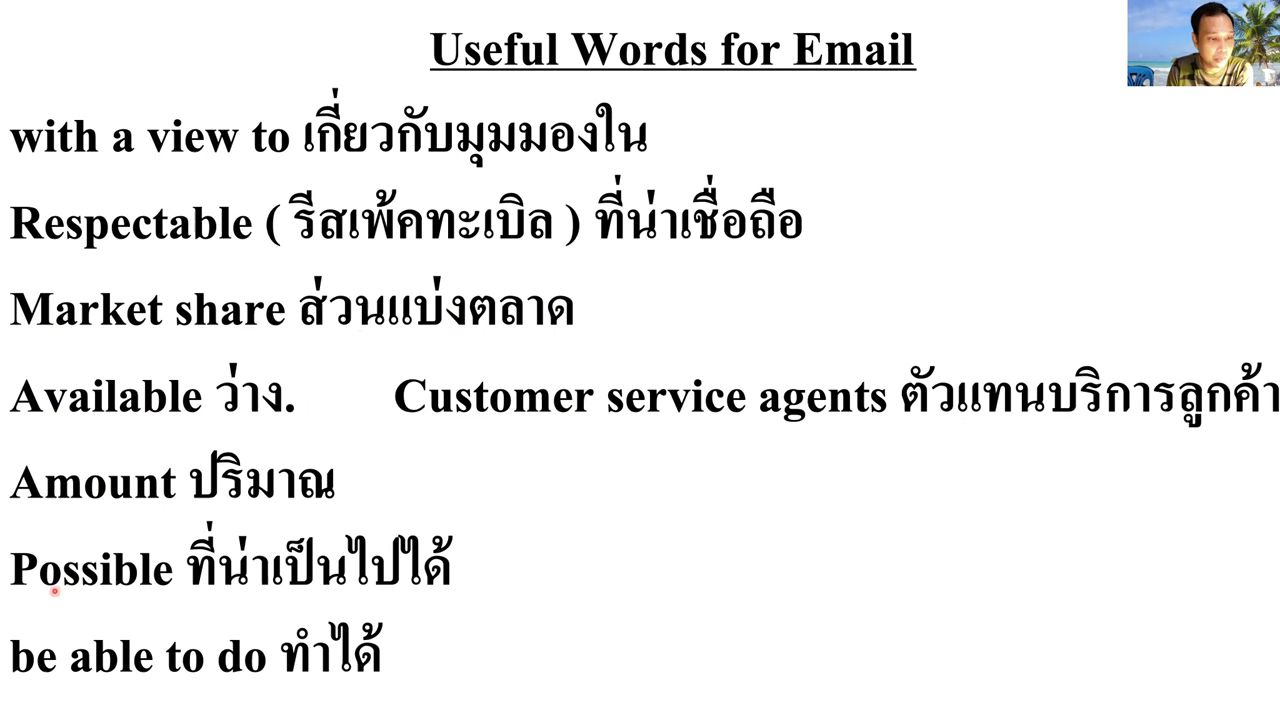 Useful Words for Email
with a view to เกี่ยวกับมุมมองใน
Respectable ( รีสเพ้คทะเบิล ) ที่น่าเชื่อถือ
Market share ส่วนแบ่งตลาด
Available ว่าง. Customer service agents ตัวแทนบริการลูกค้า
Amount ปริมาณ
Possible ที่น่าเป็นไปได้
be able to do ทำได้